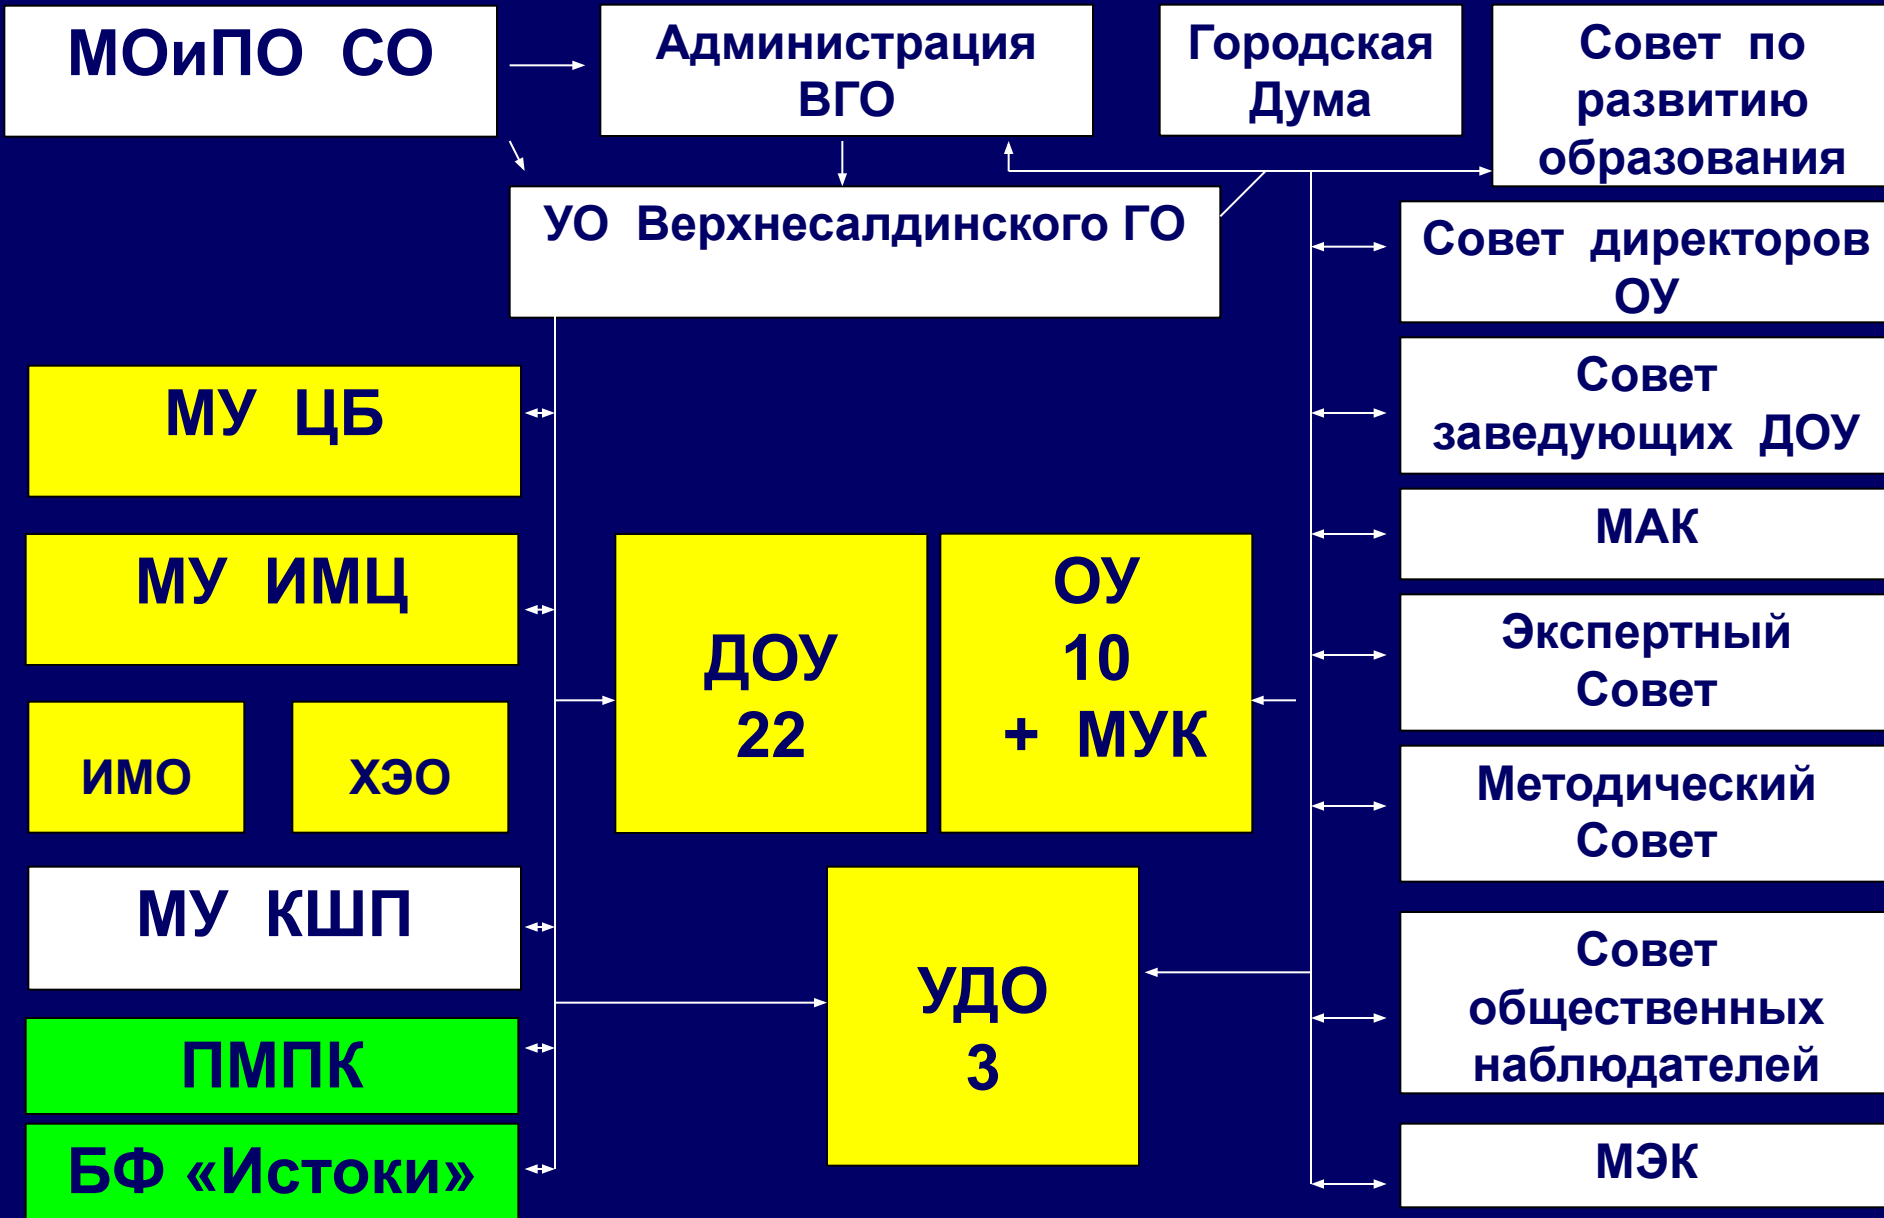 МОиПО СО
Администрация
ВГО
Городская
Дума
Совет по
развитию
образования
УО Верхнесалдинского ГО
Совет директоров
ОУ
Совет
заведующих ДОУ
МАК
Экспертный
Совет
Методический
Совет
Совет
общественных
наблюдателей
МЭК
МУ ЦБ
МУ ИМЦ
ИМО
ХЭО
МУ КШП
ПМПК
БФ «Истоки»
ДОУ
22
ОУ
10
+ МУК
УДО
3